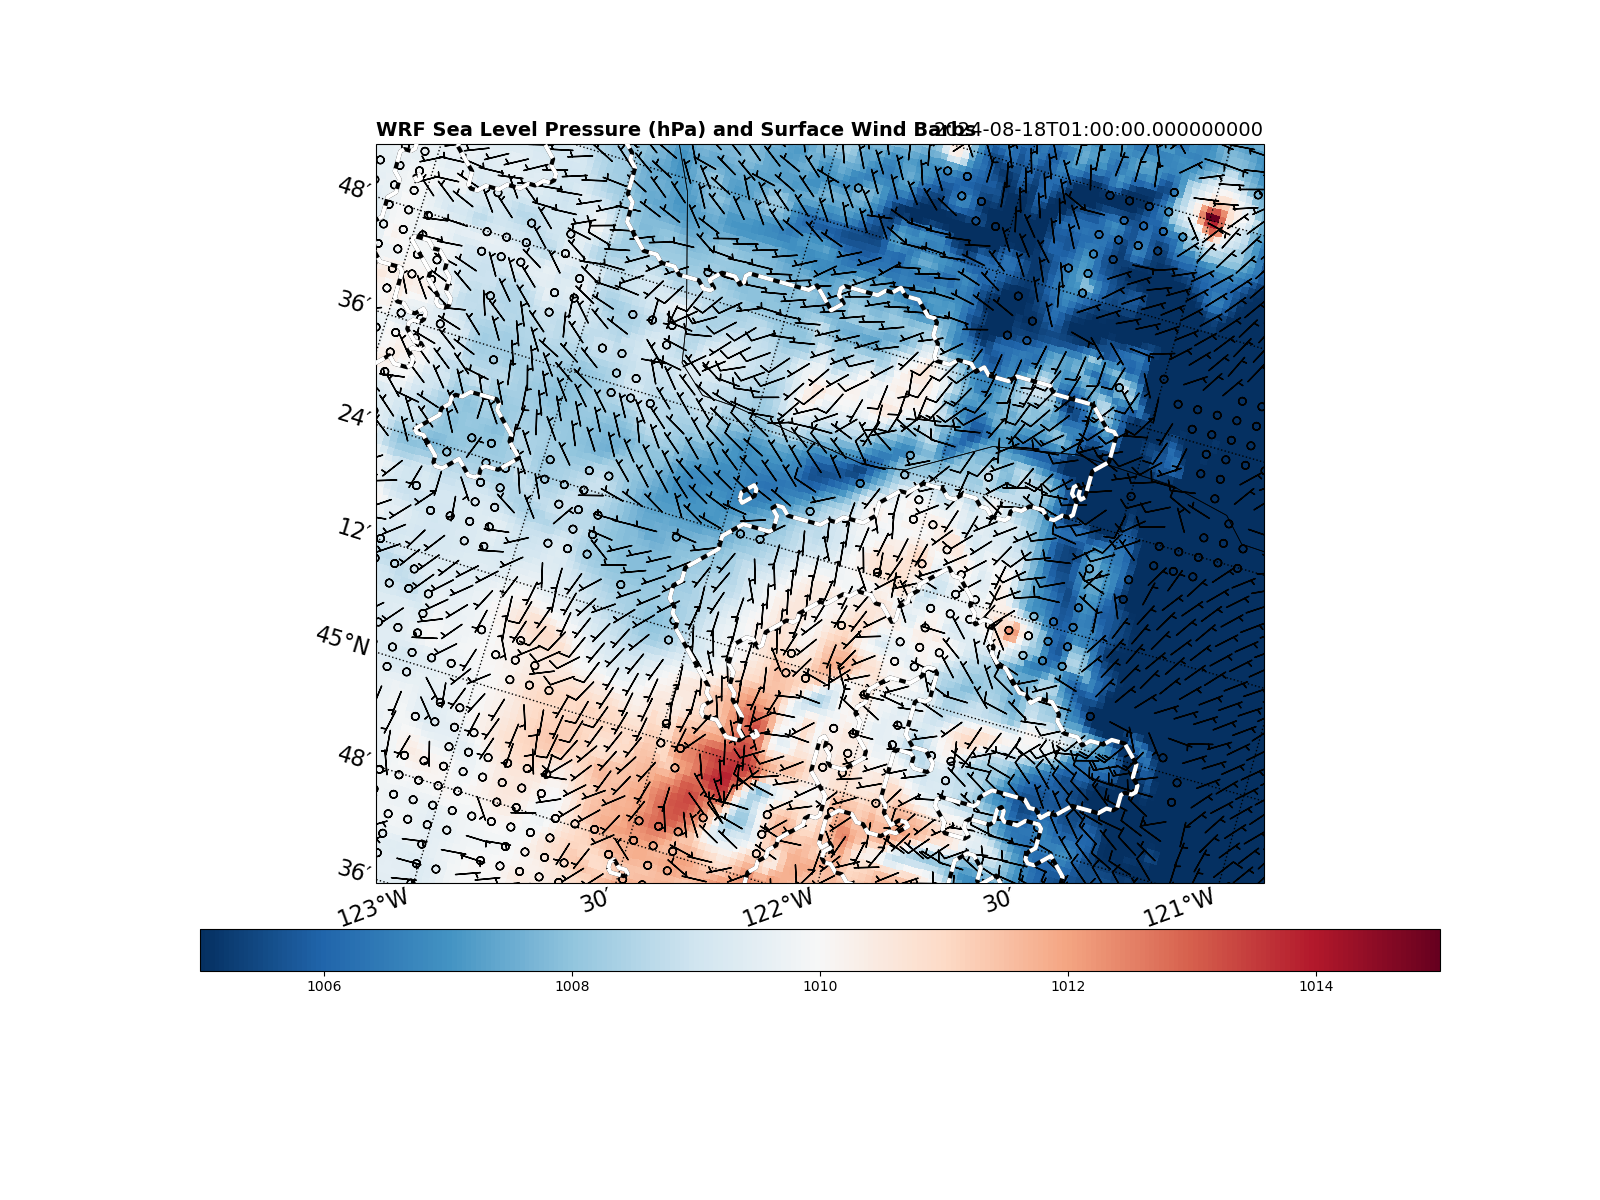 WRF Sea Level Pressure (hPa) and Surface Wind Barbs 2024-08-18T01:00:00.000000000
48′
36′
24′
12′
45°N
48′
36′
123°W 30′ 122°W 30′ 121°W
1006 1008 1010 1012 1014